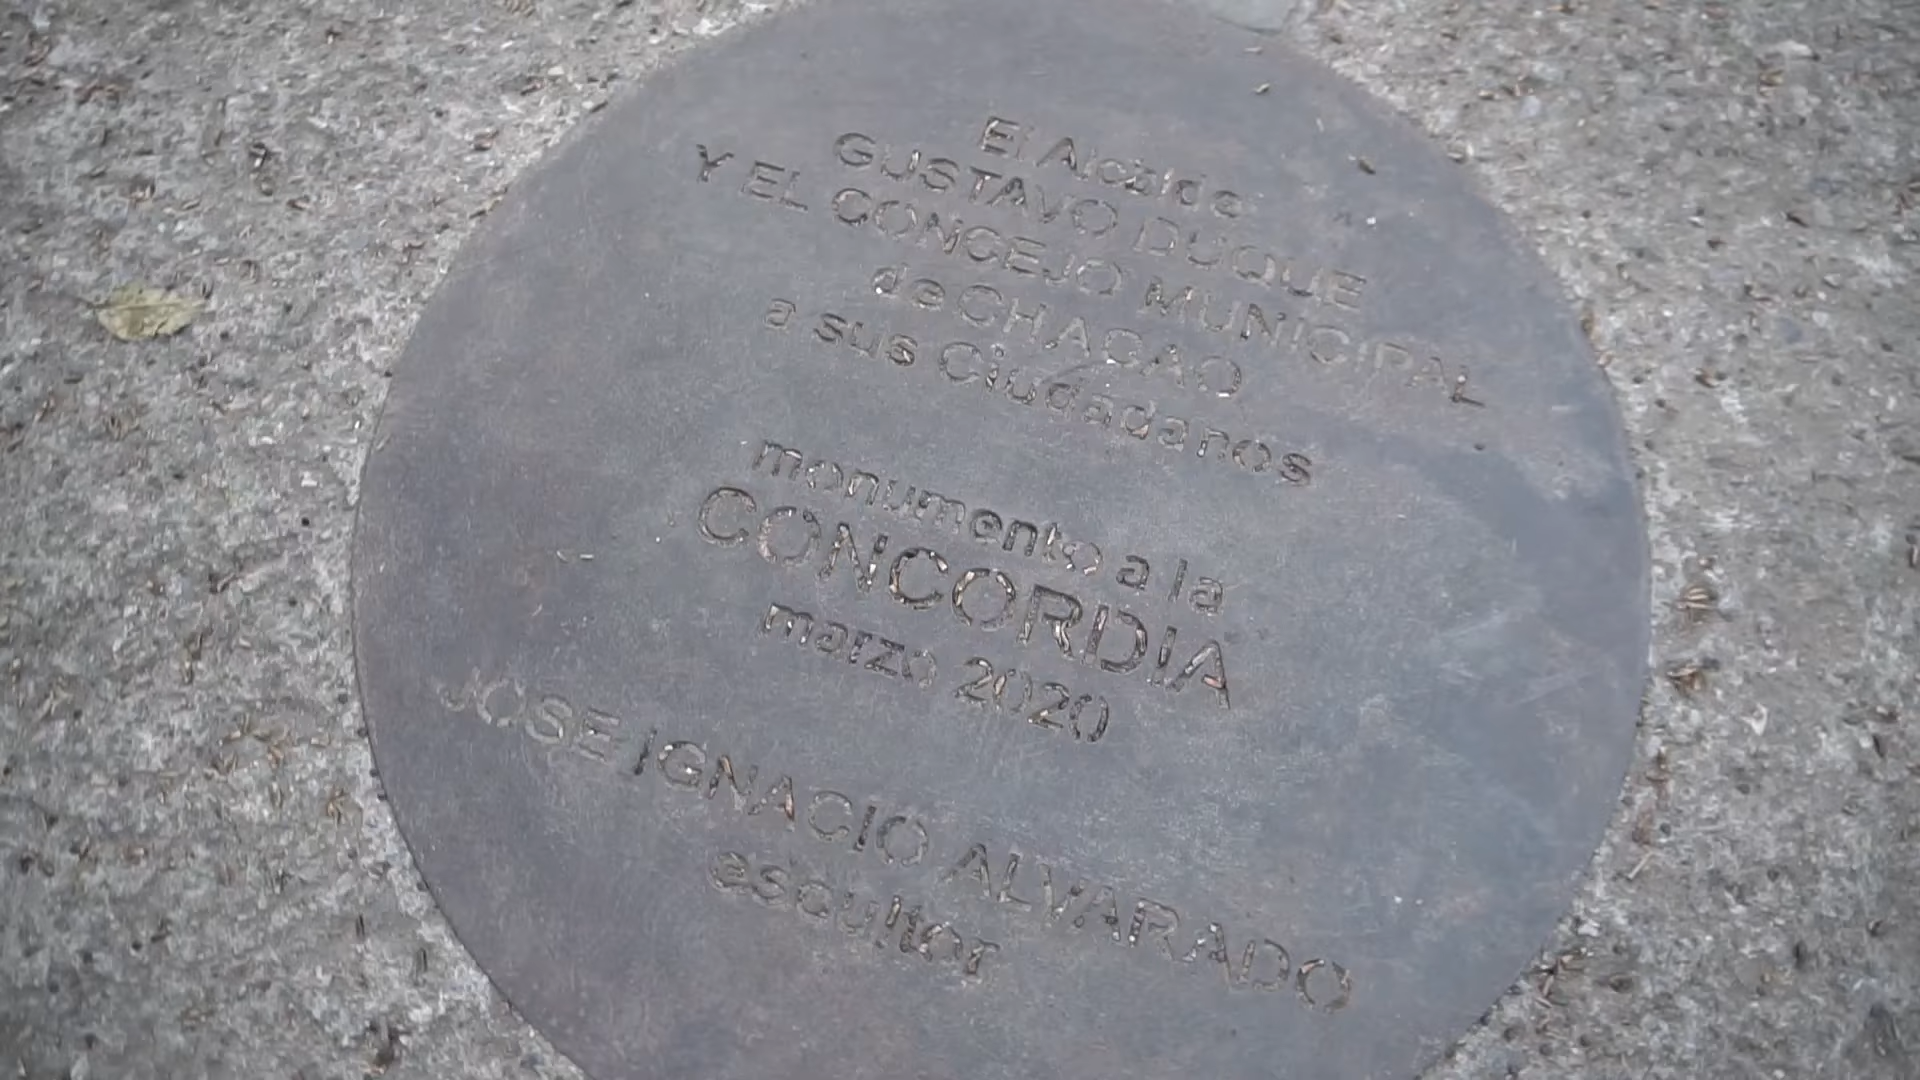 El Alcalde
GUSTAVO DUQUE
Y EL CONCEJO MUNICIPAL
de CHACAO
a sus Ciudadanos
monumento a la
CONCORDIA
marzo 2020
JOSE IGNACIO ALVARADO
escultor